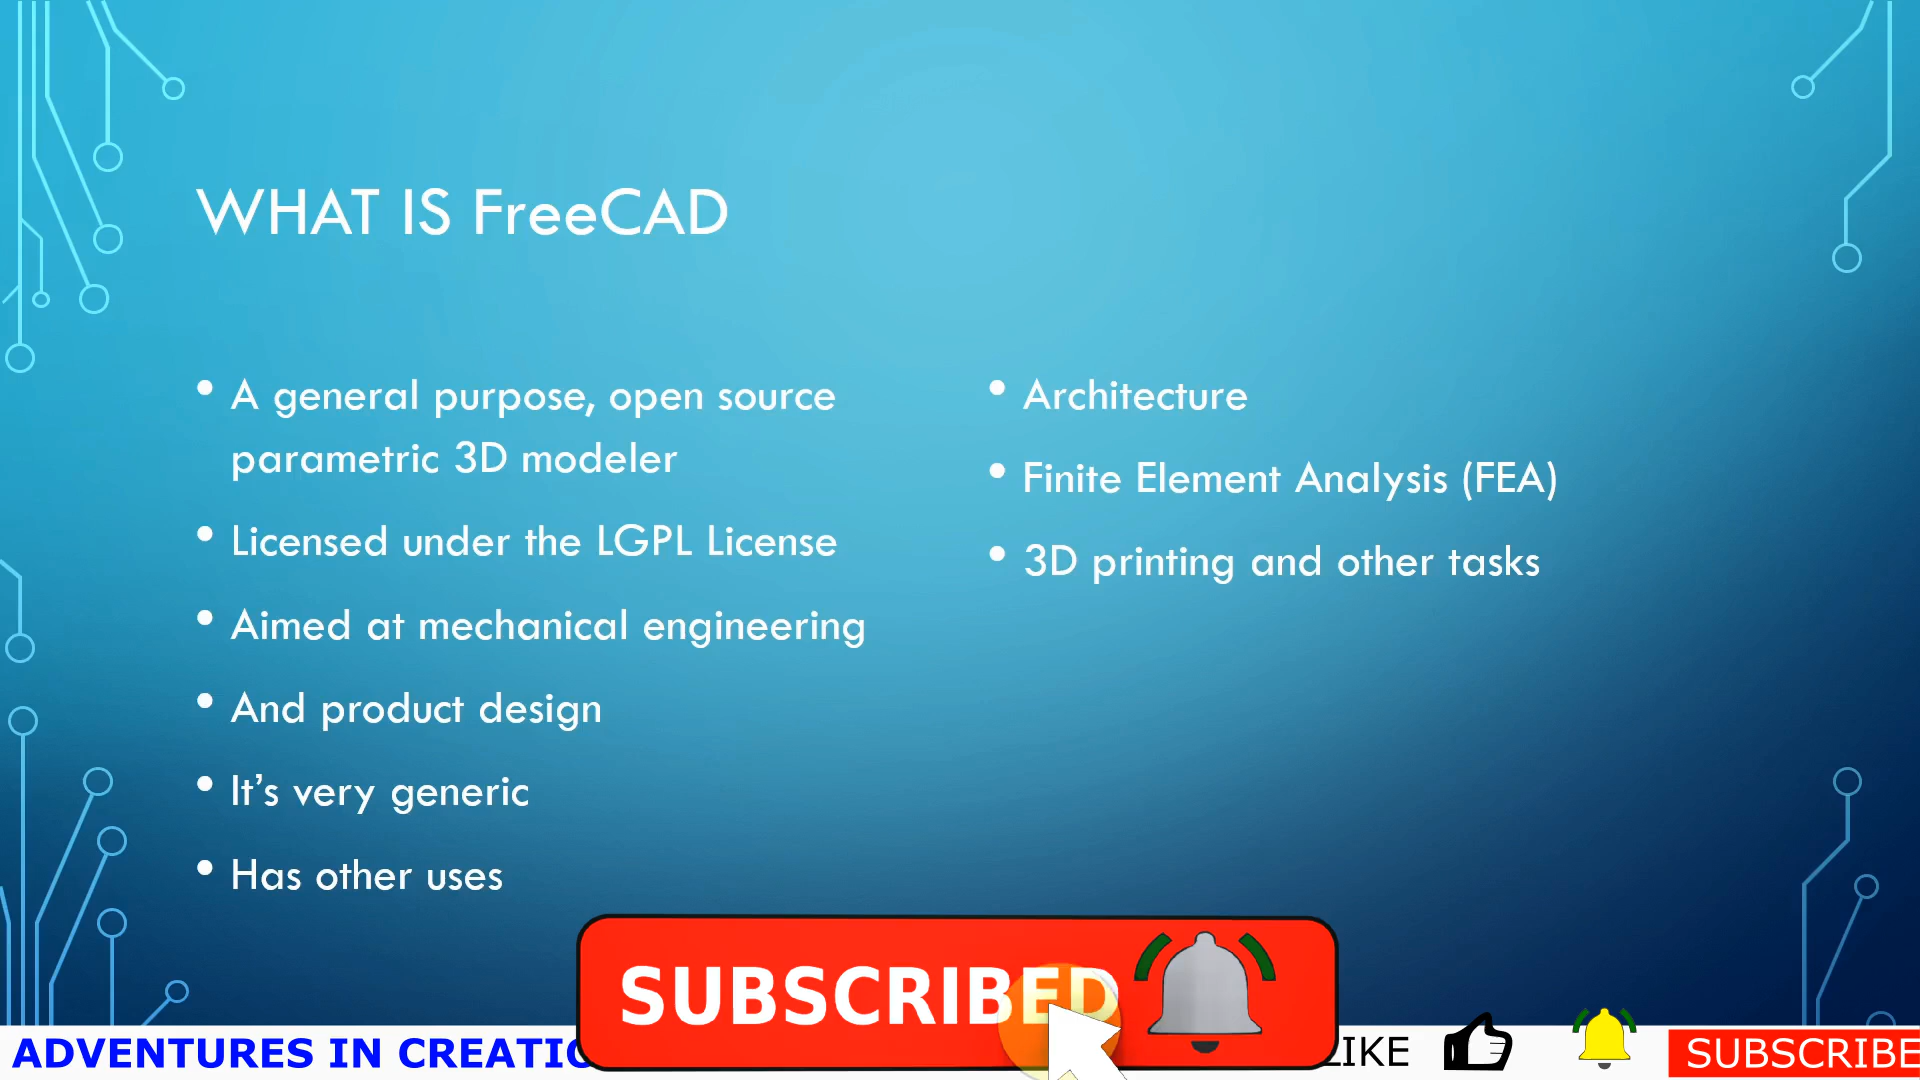 WHAT IS FreeCAD
• A general purpose, open source
parametric 3D modeler
• Licensed under the LGPL License
• Aimed at mechanical engineering
• And product design
• It’s very generic
• Has other uses
• Architecture
• Finite Element Analysis (FEA)
• 3D printing and other tasks
SUBSCRIBED
ADVENTURES IN
SUBSCRIBE